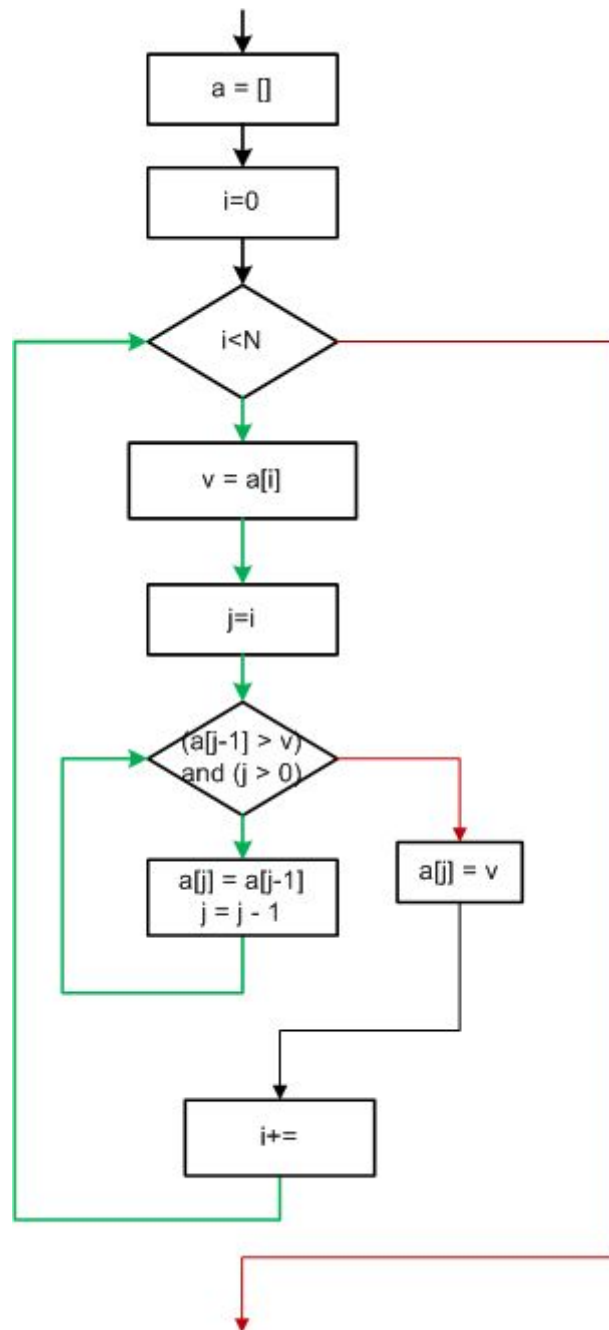 a = []
i=0
i<N
v = a[i]
j=i
(a[j-1] > v)
and (j > 0)
a[j] = a[j-1]
j = j - 1
a[j] = v
i+=